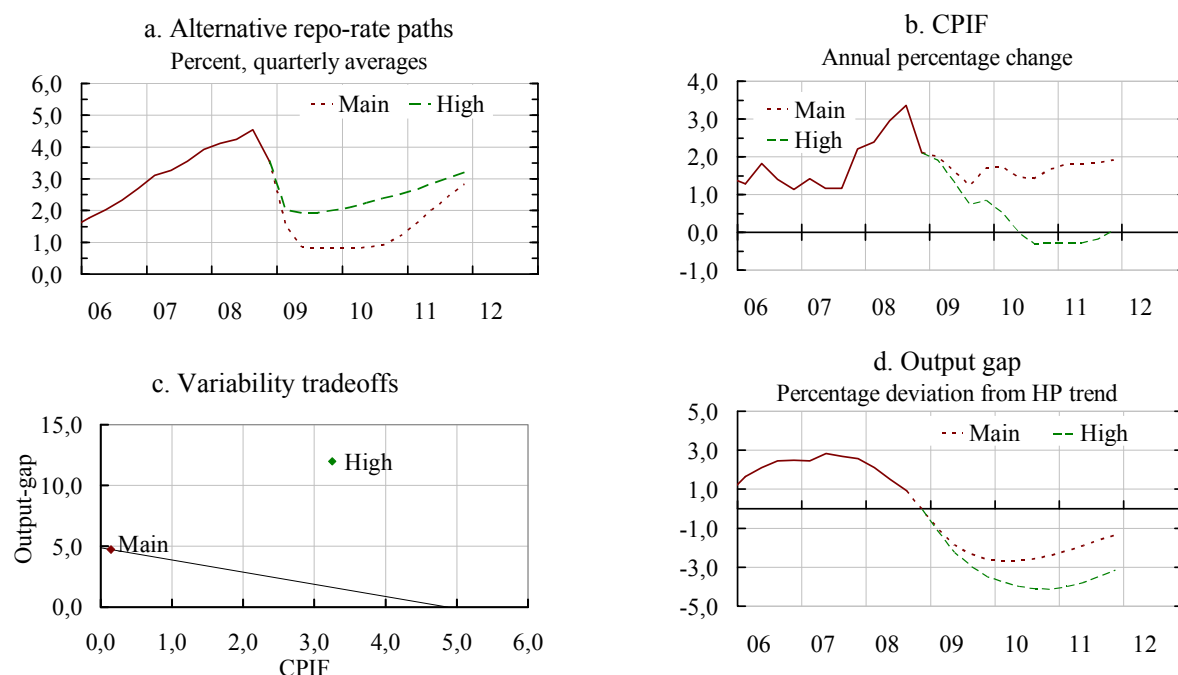 a. Alternative repo-rate paths
Percent, quarterly averages
6,0
5,0
4,0
3,0
2,0
1,0
0,0
Main High
06 07 08 09 10 11 12
b. CPIF
Annual percentage change
4,0
3,0
2,0
1,0
0,0
-1,0
Main
High
06 07 08 09 10 11 12
c. Variability tradeoffs
Output-gap
15,0
10,0
5,0
0,0
High
Main
0,0 1,0 2,0 3,0 4,0 5,0 6,0
CPIF
d. Output gap
Percentage deviation from HP trend
5,0
3,0
1,0
-1,0
-3,0
-5,0
Main High
06 07 08 09 10 11 12